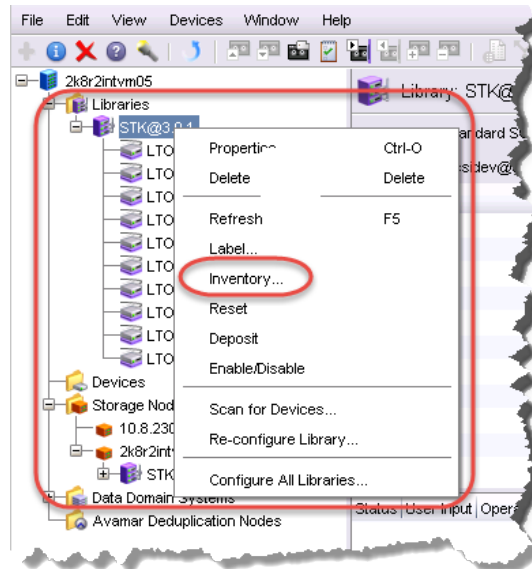 File Edit View Devices Window Help
2k8r2intvm05
Libraries
Library: STK@
STK@3.0.1
LTO
LTO
LTO
LTO
LTO
LTO
LTO
LTO
LTO
LTO
Properti
Ctrl-O
Delete
Delete
Refresh
F5
Label...
Inventory...
Reset
Deposit
Enable/Disable
Scan for Devices...
Re-configure Library...
Configure All Libraries...
andard S
sidev@
Devices
Storage Nod
10.8.230
2k8r2int
STK
Data Domain Systems
Avamar Deduplication Nodes
Status User Input Opera